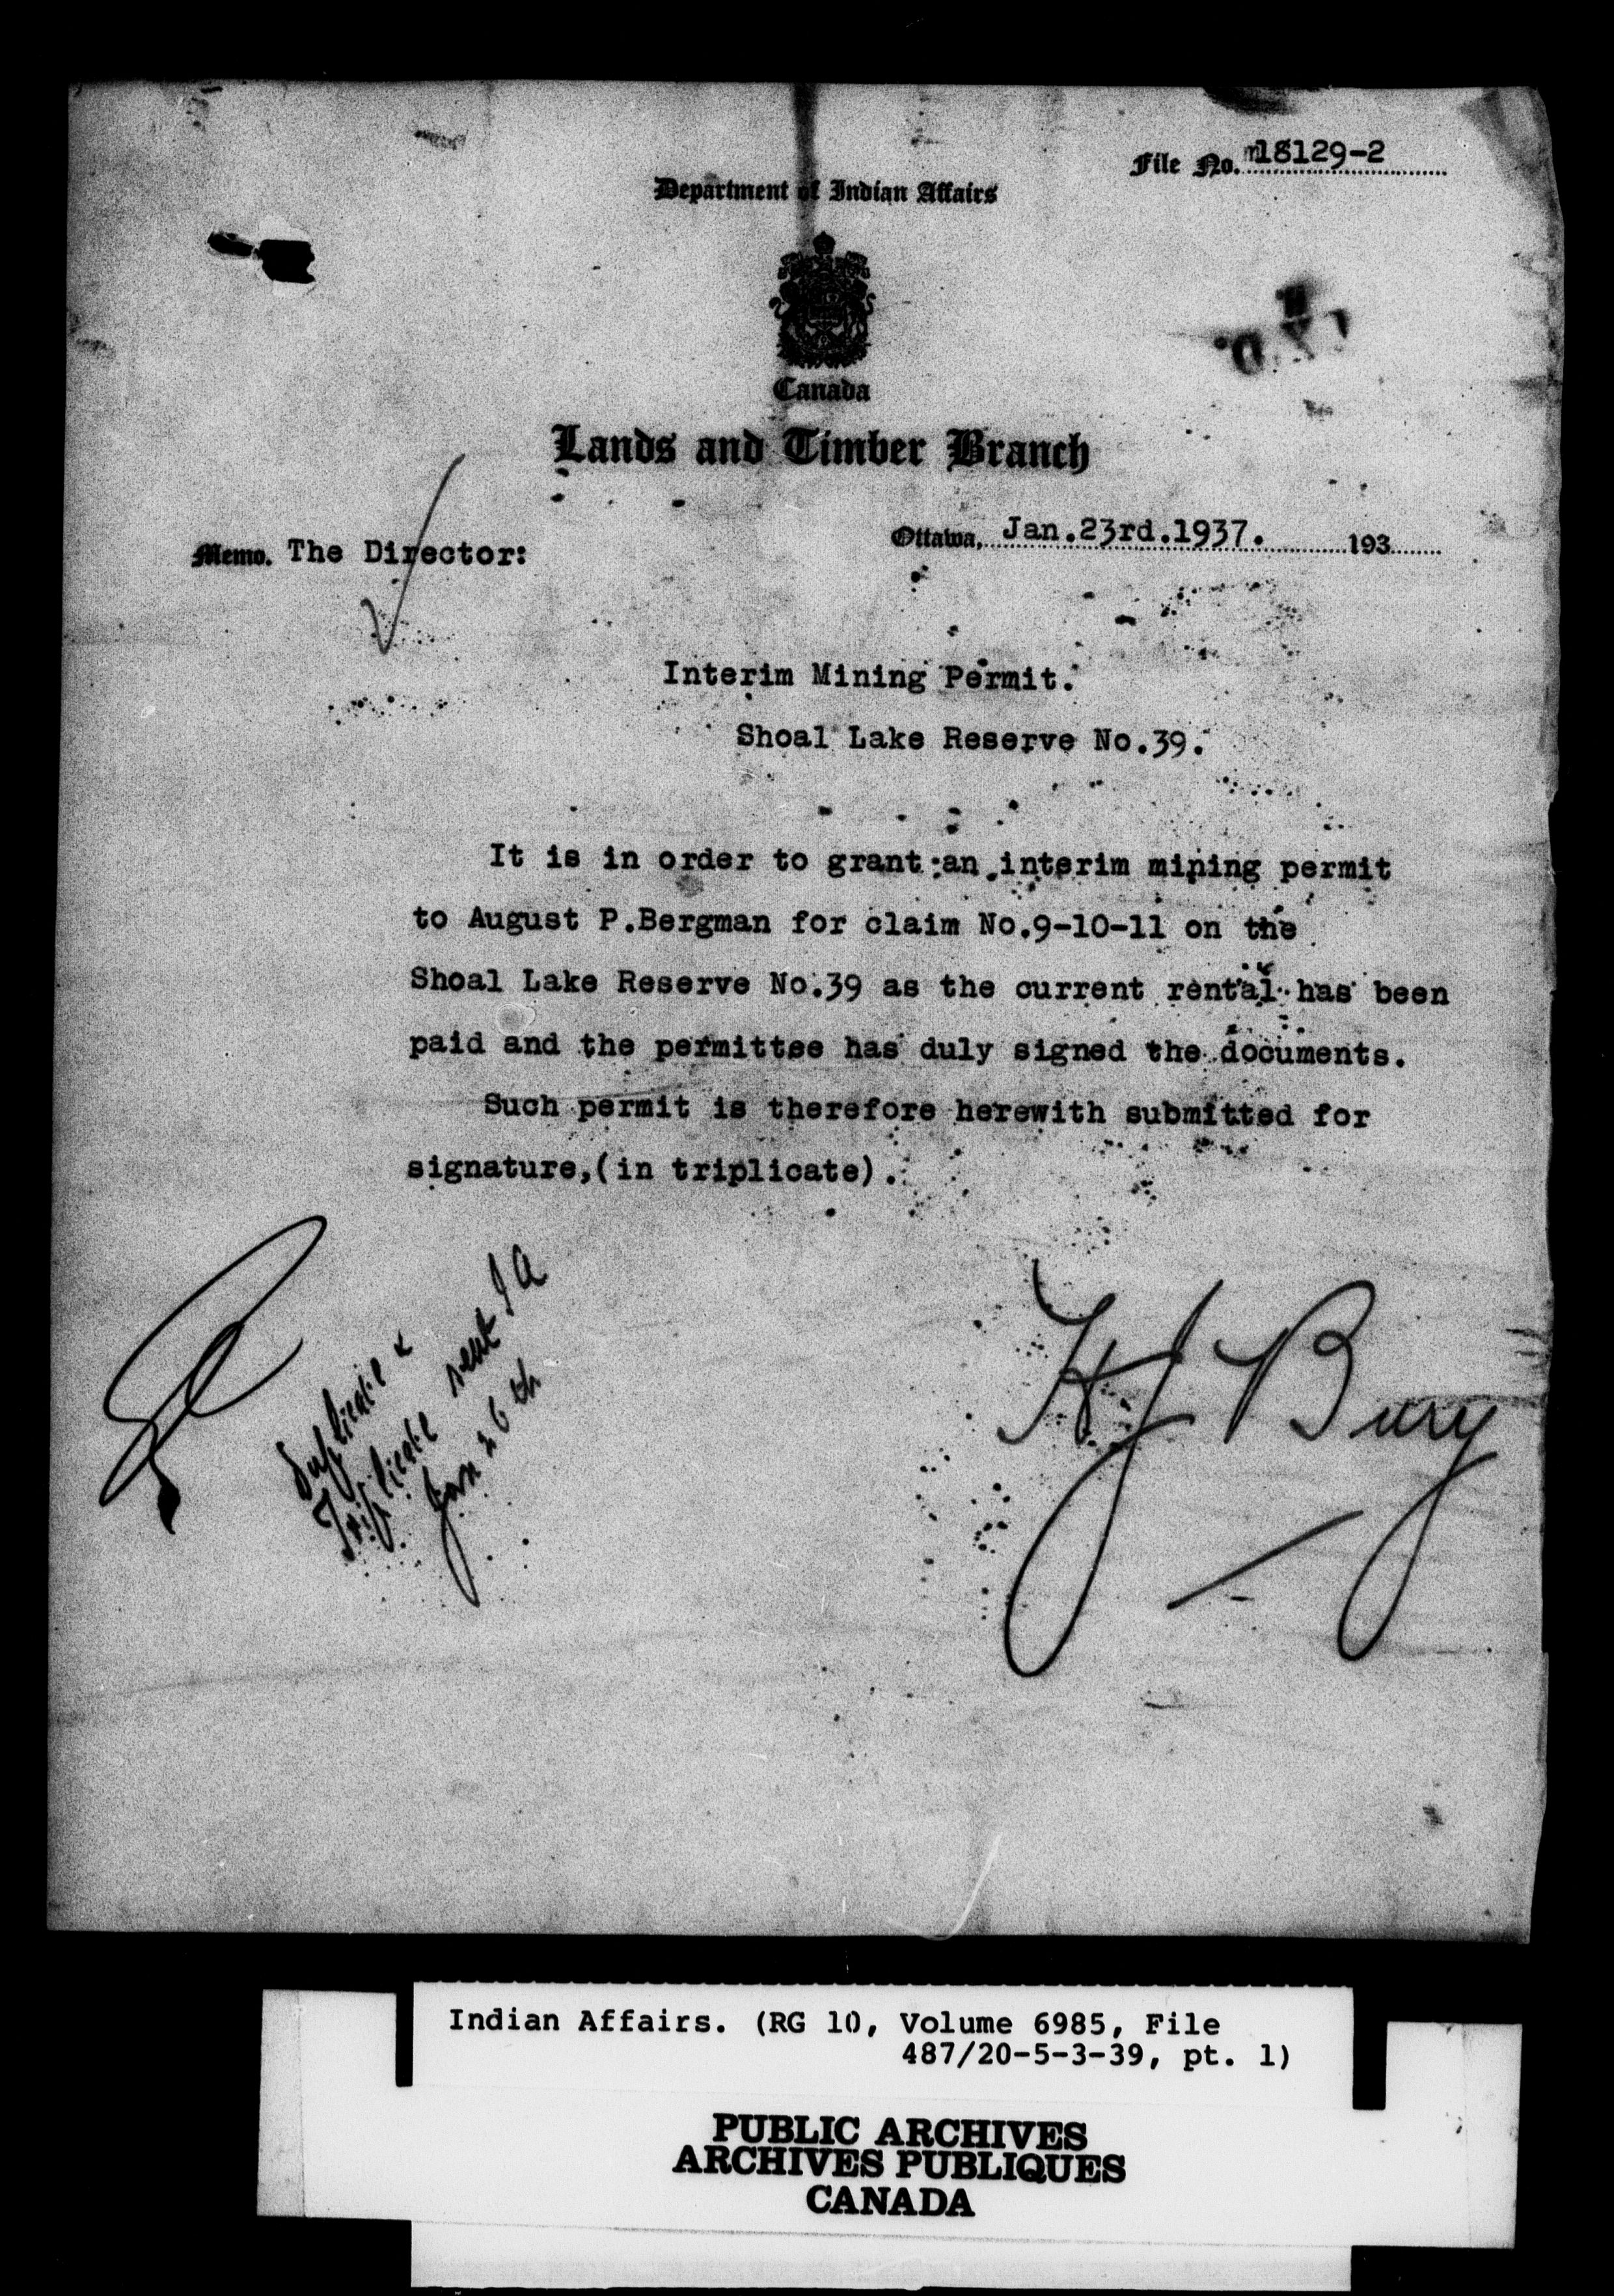 File No. m18129-2
Department of Indian Affairs
Canada
Lands and Timber Branch
Ottawa, Jan.23rd.1937. 193
Memo. The Director:
Interim Mining Permit.
Shoal Lake Reserve No.39.
It is in order to grant an interim mining permit
to August P.Bergman for claim No.9-10-11 on the
Shoal Lake Reserve No.39 as the current rental has been
paid and the permittee has duly signed the documents.
Such permit is therefore herewith submitted for
signature,(in triplicate).
Duplicate &
Triplicate sent I A
Jan 26th
H J Bury
Indian Affairs. (RG 10, Volume 6985, File
487/20-5-3-39, pt. 1)
PUBLIC ARCHIVES
ARCHIVES PUBLIQUES
CANADA